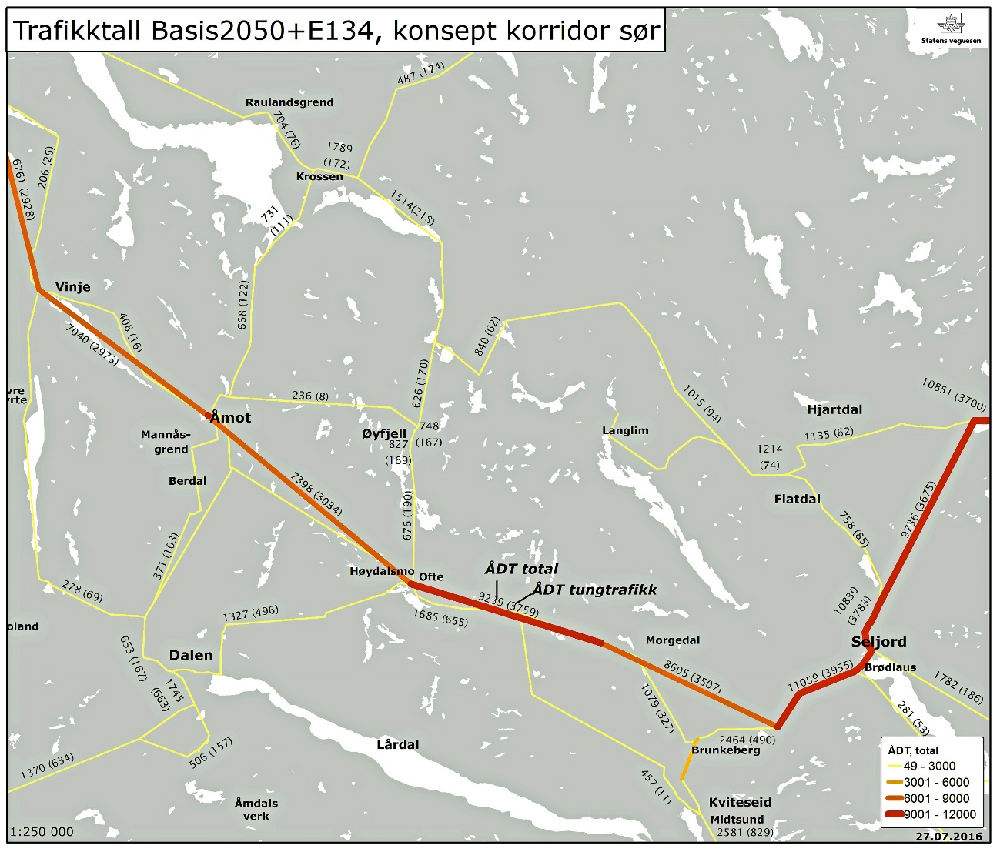 Trafikktall Basis2050+E134, konsept korridor sør
Statens vegvesen
487 (174)
Raulandsgrend
704 (76)
1789
(172)
Krossen
206 (26)
6761 (2928)
1514(218)
731
(111)
Vinje
668 (122)
408 (16)
7040 (2973)
840 (62)
626 (170)
236 (8)
vre
rte
10851 (3700)
1015 (94)
Hjartdal
Åmot
Mannås-
grend
Øyfjell
748
(167)
827
(169)
Langlim
1135 (62)
1214
(74)
Berdal
7398 (3034)
Flatdal
676 (190)
758 (85)
9736 (3675)
371 (103)
Høydalsmo
Ofte
ÅDT total
ÅDT tungtrafikk
278 (69)
9239 (3759)
1327 (496)
1685 (655)
10830
(3783)
oland
Morgedal
Seljord
653 (167)
Dalen
8605 (3507)
11059 (3955)
Brødlaus
1782 (186)
1745
(663)
1079 (327)
281 (53)
Lårdal
2464 (490)
Brunkeberg
506 (157)
1370 (634)
457 (11)
Åmdals
verk
Kviteseid
Midtsund
2581 (829)
ÅDT, total
49 - 3000
3001 - 6000
6001 - 9000
9001 - 12000
1:250 000
27.07.2016